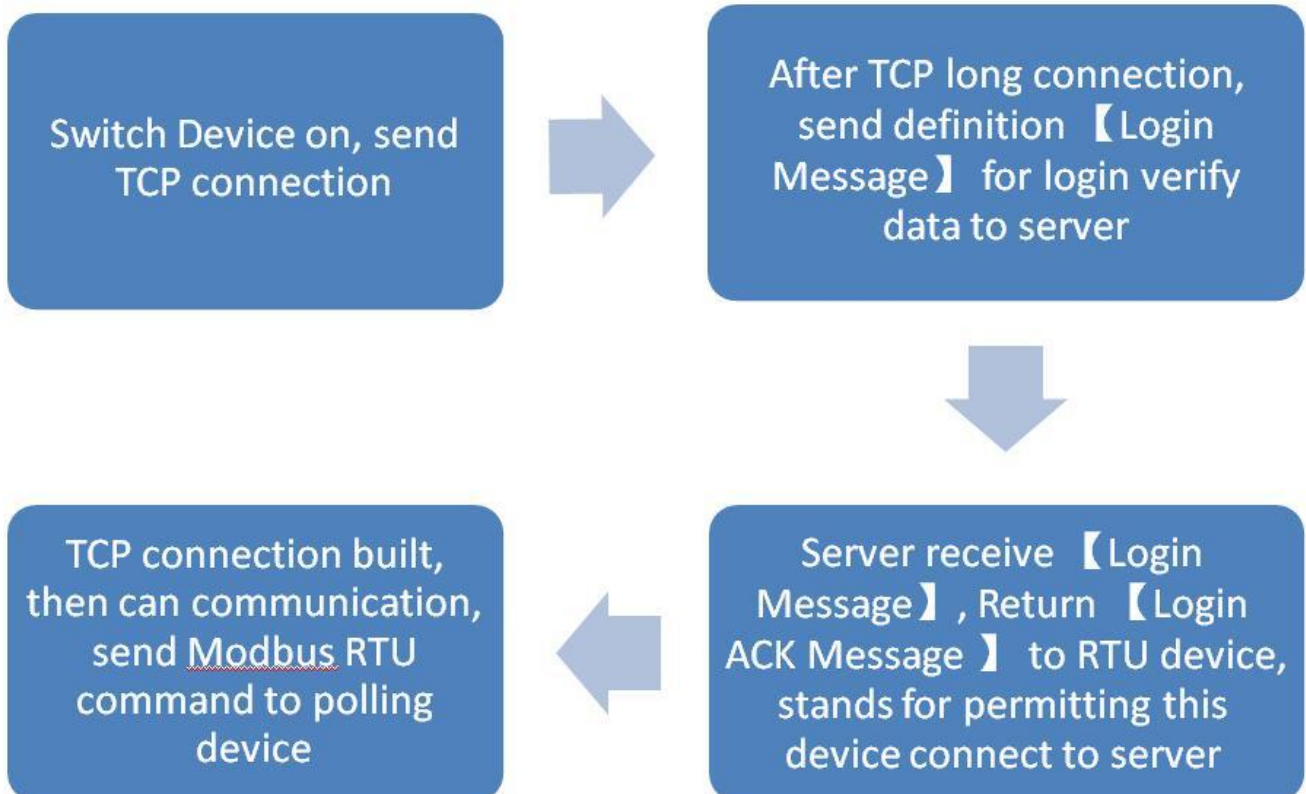 Switch Device on, send
TCP connection
After TCP long connection,
send definition 【Login
Message】 for login verify
data to server
Server receive 【Login
Message】, Return 【Login
ACK Message 】 to RTU device,
stands for permitting this
device connect to server
TCP connection built,
then can communication,
send Modbus RTU
command to polling
device